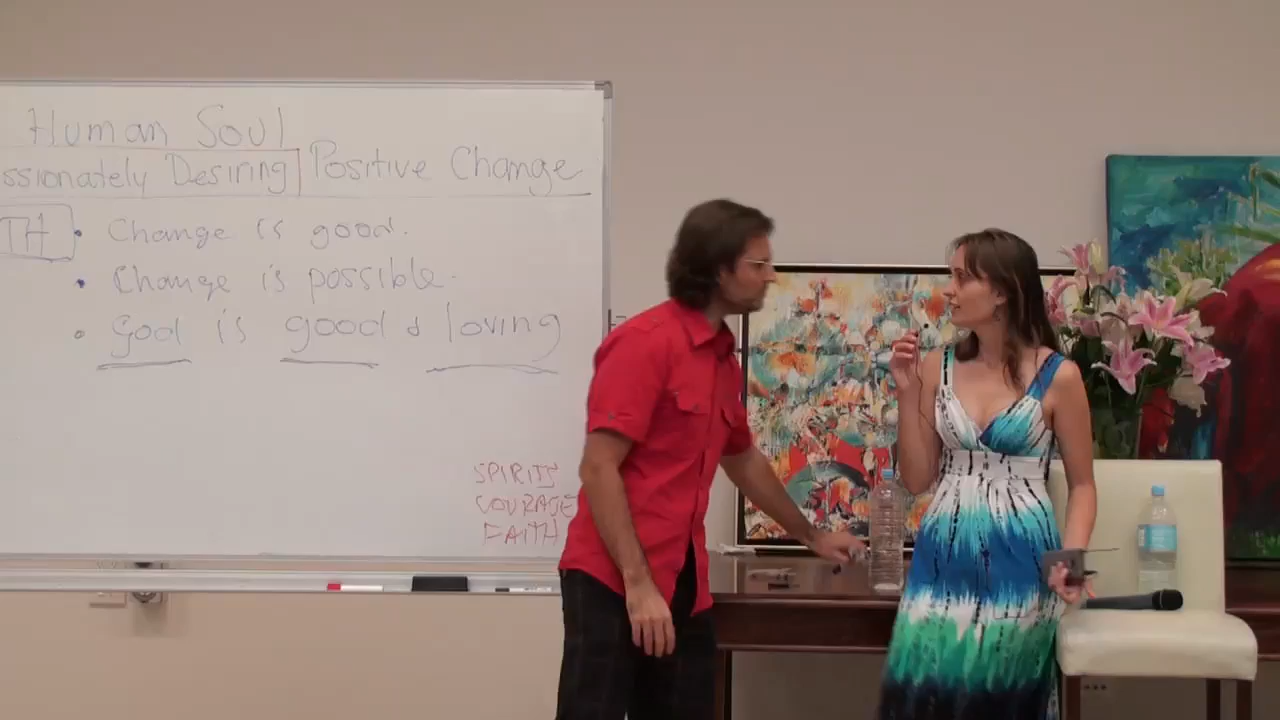 Human Soul
ssionately Desiring Positive Change
TH • Change is good.
• Change is possible.
• God is good & loving
SPIRITS
COURAGE
FAITH